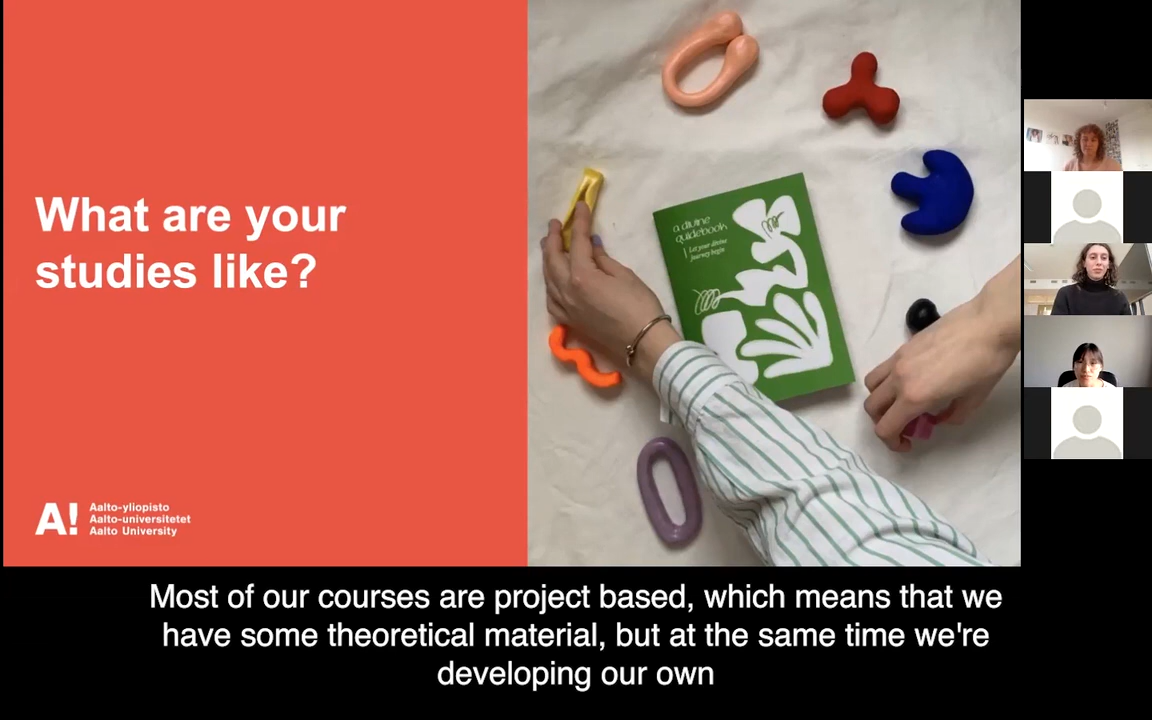 What are your
studies like?
a divine
guidebook
Let your divine
journey begin
A!
Aalto-yliopisto
Aalto-universitetet
Aalto University
Most of our courses are project based, which means that we
have some theoretical material, but at the same time we're
developing our own